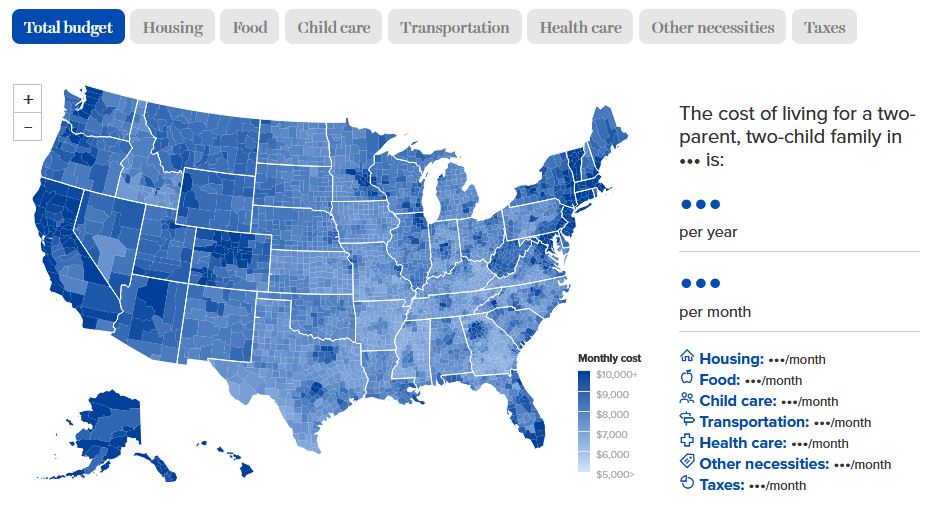 Total budget
Housing
Food
Child care
Transportation
Health care
Other necessities
Taxes
+
−
The cost of living for a two-
parent, two-child family in
••• is:
•••
per year
•••
per month
Monthly cost
$10,000+
$9,000
$8,000
$7,000
$6,000
$5,000>
Housing: •••/month
Food: •••/month
Child care: •••/month
Transportation: •••/month
Health care: •••/month
Other necessities: •••/month
Taxes: •••/month